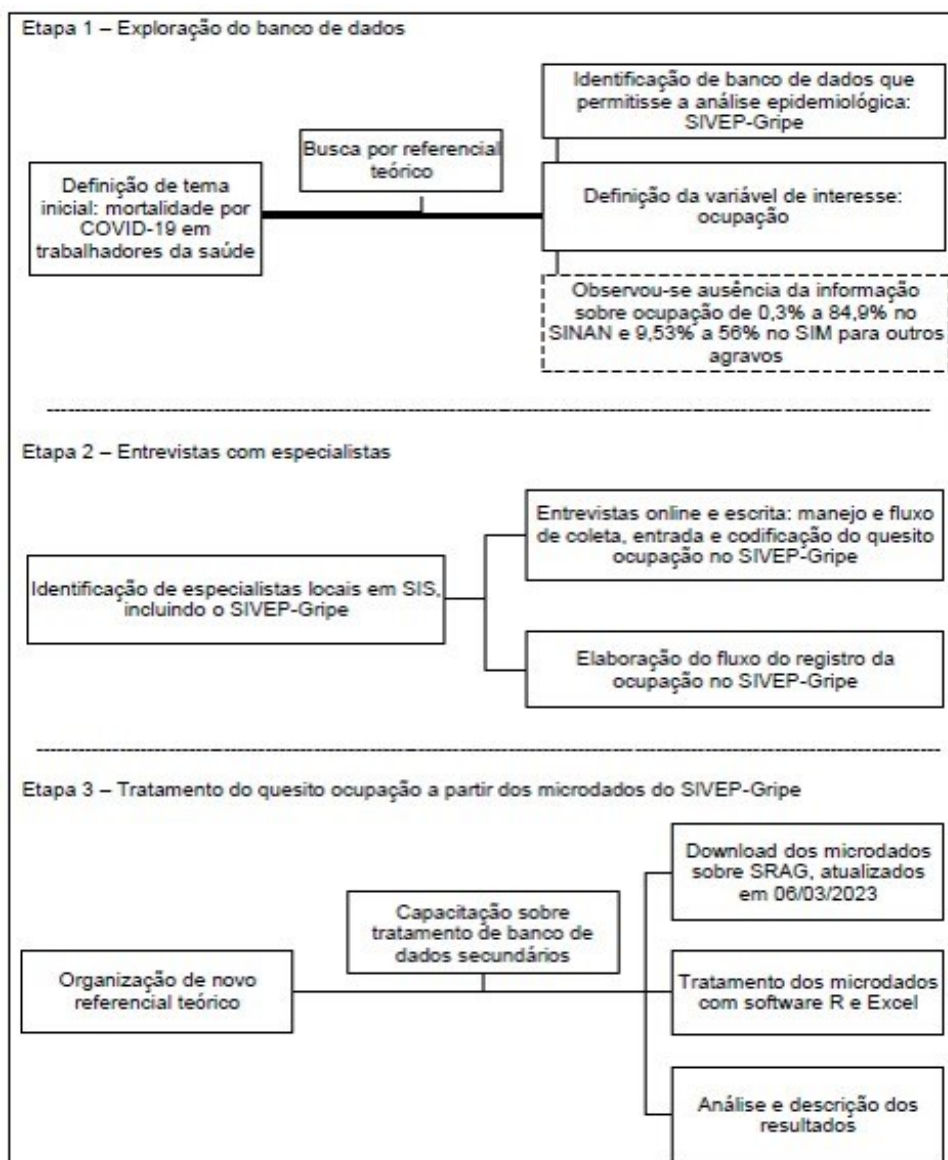 Etapa 1 – Exploração do banco de dados
Definição de tema
inicial: mortalidade por
COVID-19 em
trabalhadores da saúde
Busca por referencial
teórico
Identificação de banco de dados que
permitisse a análise epidemiológica:
SIVEP-Gripe
Definição da variável de interesse:
ocupação
Observou-se ausência da informação
sobre ocupação de 0,3% a 84,9% no
SINAN e 9,53% a 56% no SIM para outros
agravos
Etapa 2 – Entrevistas com especialistas
Identificação de especialistas locais em SIS,
incluindo o SIVEP-Gripe
Entrevistas online e escrita: manejo e fluxo
de coleta, entrada e codificação do quesito
ocupação no SIVEP-Gripe
Elaboração do fluxo do registro da
ocupação no SIVEP-Gripe
Etapa 3 – Tratamento do quesito ocupação a partir dos microdados do SIVEP-Gripe
Organização de novo
referencial teórico
Capacitação sobre
tratamento de banco de
dados secundários
Download dos microdados
sobre SRAG, atualizados
em 06/03/2023
Tratamento dos microdados
com software R e Excel
Análise e descrição dos
resultados